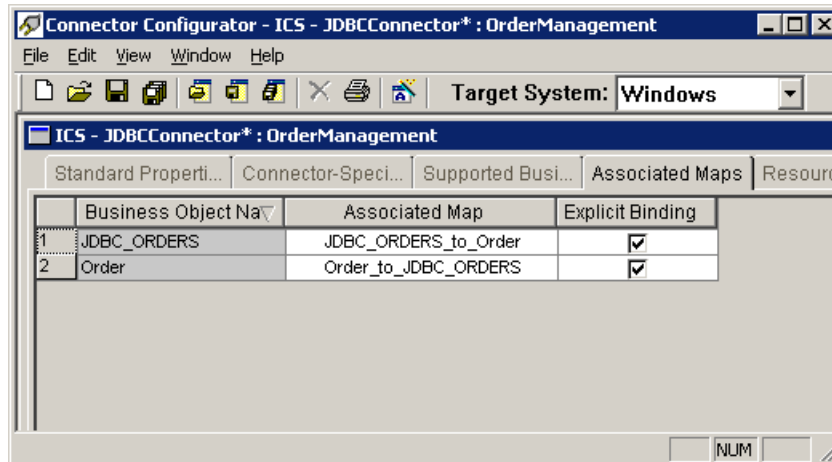 Connector Configurator - ICS - JDBCConnector* : OrderManagement
File Edit View Window Help
Target System: Windows
ICS - JDBCConnector* : OrderManagement
Standard Properti... Connector-Speci... Supported Busi... Associated Maps Resour
Business Object Na Associated Map Explicit Binding
1 JDBC_ORDERS JDBC_ORDERS_to_Order
2 Order Order_to_JDBC_ORDERS
NUM